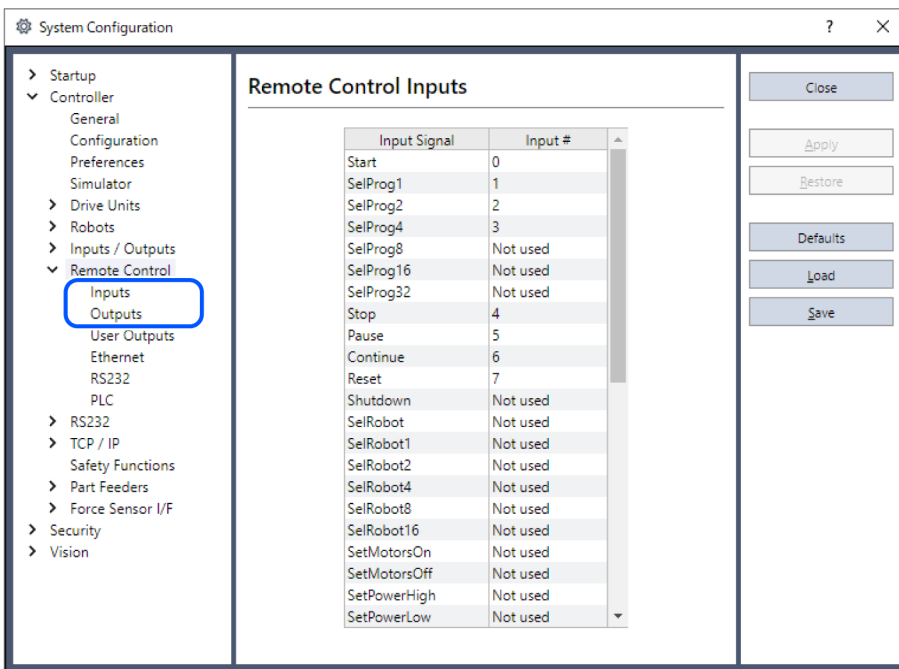 System Configuration
?
Startup
Controller
General
Configuration
Preferences
Simulator
Drive Units
Robots
Inputs / Outputs
Remote Control
Inputs
Outputs
User Outputs
Ethernet
RS232
PLC
RS232
TCP / IP
Safety Functions
Part Feeders
Force Sensor I/F
Security
Vision
Remote Control Inputs
Input Signal Input #
Start 0
SelProg1 1
SelProg2 2
SelProg4 3
SelProg8 Not used
SelProg16 Not used
SelProg32 Not used
Stop 4
Pause 5
Continue 6
Reset 7
Shutdown Not used
SelRobot Not used
SelRobot1 Not used
SelRobot2 Not used
SelRobot4 Not used
SelRobot8 Not used
SelRobot16 Not used
SetMotorsOn Not used
SetMotorsOff Not used
SetPowerHigh Not used
SetPowerLow Not used
Close
Apply
Restore
Defaults
Load
Save